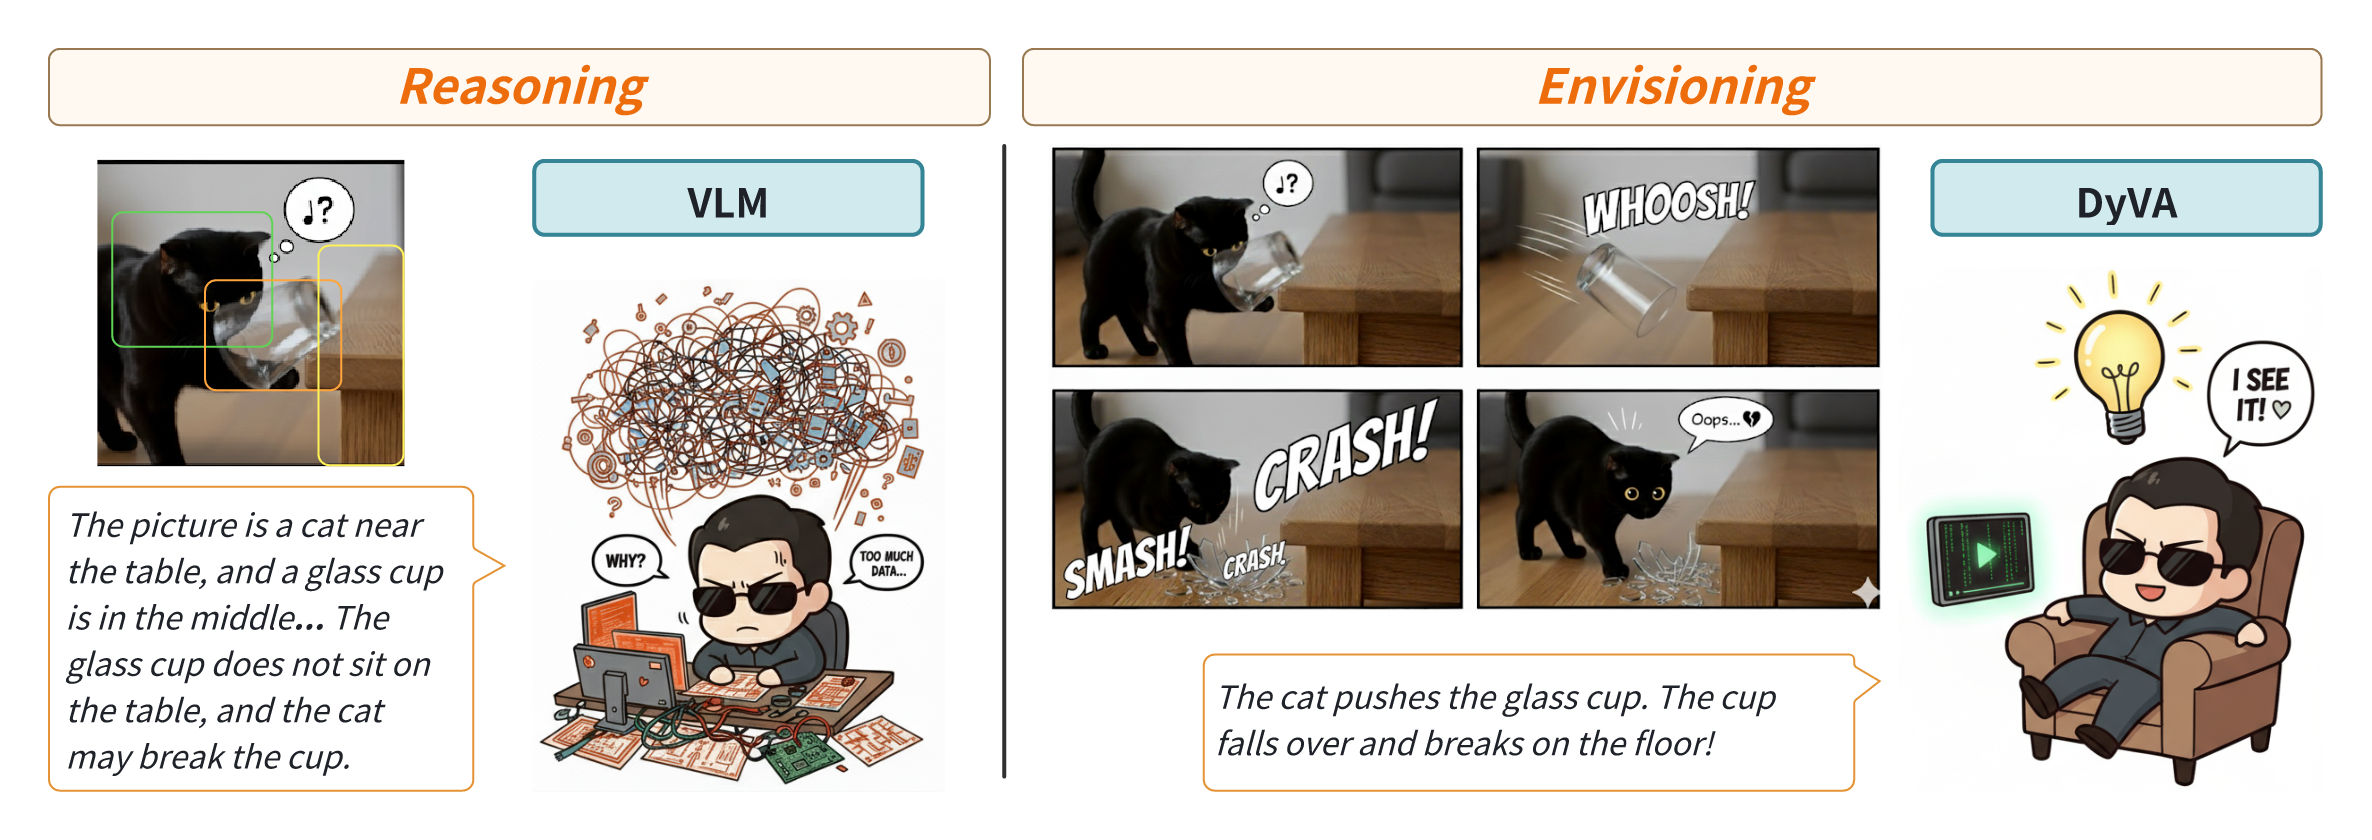 Reasoning
♩?
VLM
The picture is a cat near
the table, and a glass cup
is in the middle... The
glass cup does not sit on
the table, and the cat
may break the cup.
WHY?
TOO MUCH
DATA...
Envisioning
♩?
WHOOSH!
CRASH!
SMASH!
CRASH.
Oops...
DyVA
I SEE
IT!
The cat pushes the glass cup. The cup
falls over and breaks on the floor!